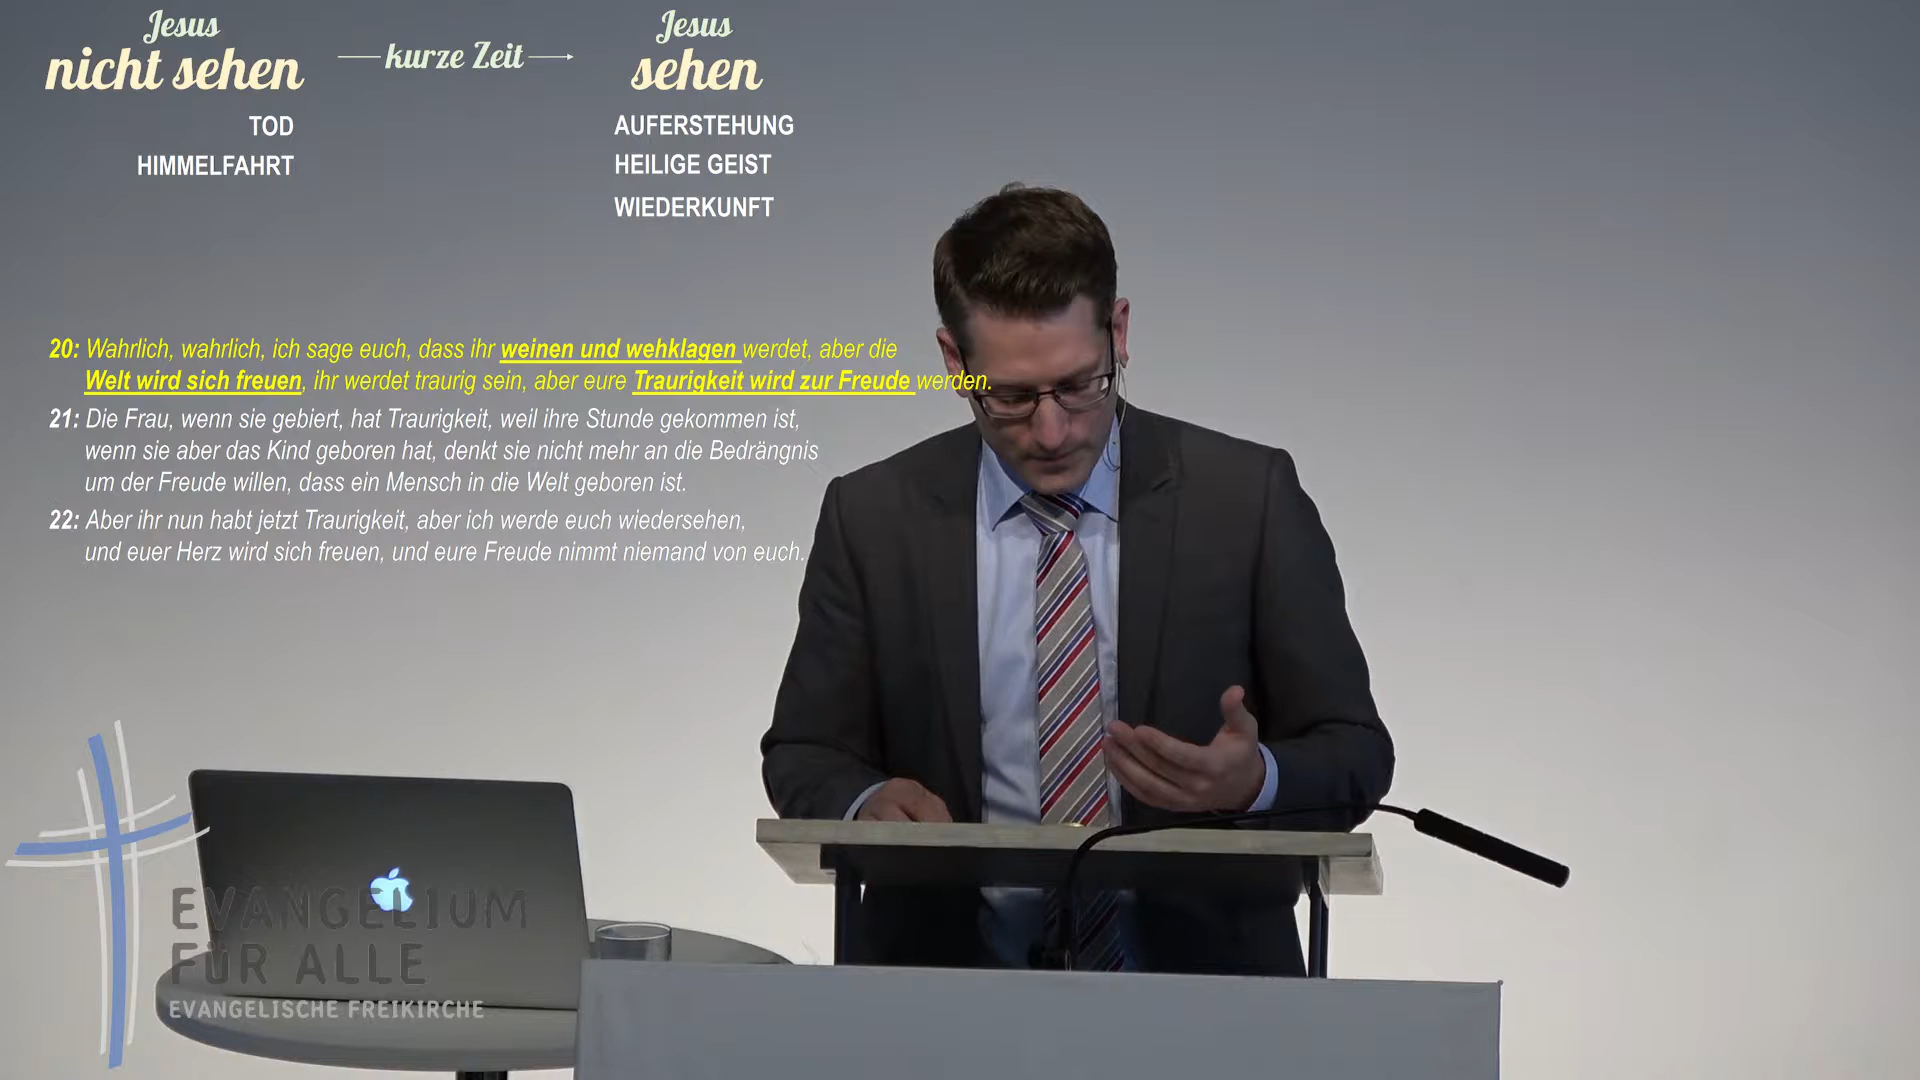 Jesus
nicht sehen
kurze Zeit
Jesus
sehen
TOD
HIMMELFAHRT
AUFERSTEHUNG
HEILIGE GEIST
WIEDERKUNFT
20: Wahrlich, wahrlich, ich sage euch, dass ihr weinen und wehklagen werdet, aber die
Welt wird sich freuen, ihr werdet traurig sein, aber eure Traurigkeit wird zur Freude werden.
21: Die Frau, wenn sie gebiert, hat Traurigkeit, weil ihre Stunde gekommen ist,
wenn sie aber das Kind geboren hat, denkt sie nicht mehr an die Bedrängnis
um der Freude willen, dass ein Mensch in die Welt geboren ist.
22: Aber ihr nun habt jetzt Traurigkeit, aber ich werde euch wiedersehen,
und euer Herz wird sich freuen, und eure Freude nimmt niemand von euch.
EVANGELIUM
FÜR ALLE
EVANGELISCHE FREIKIRCHE